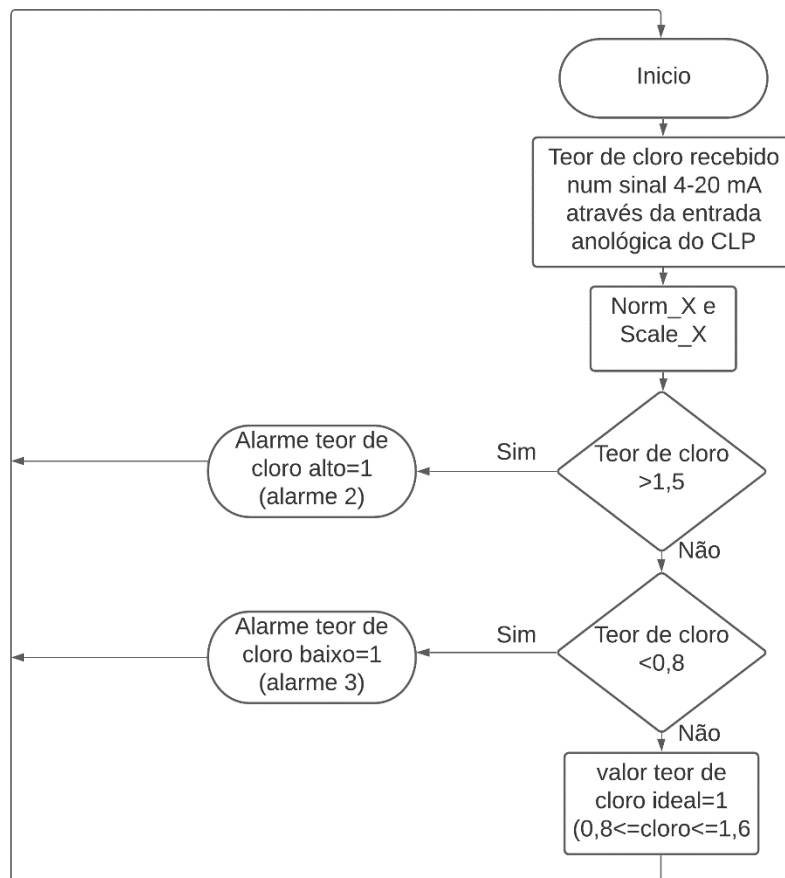 Inicio
Teor de cloro recebido
num sinal 4-20 mA
através da entrada
anológica do CLP
Norm_X e
Scale_X
Teor de cloro
>1,5
Sim
Alarme teor de
cloro alto=1
(alarme 2)
Não
Teor de cloro
<0,8
Sim
Alarme teor de
cloro baixo=1
(alarme 3)
Não
valor teor de
cloro ideal=1
(0,8<=cloro<=1,6